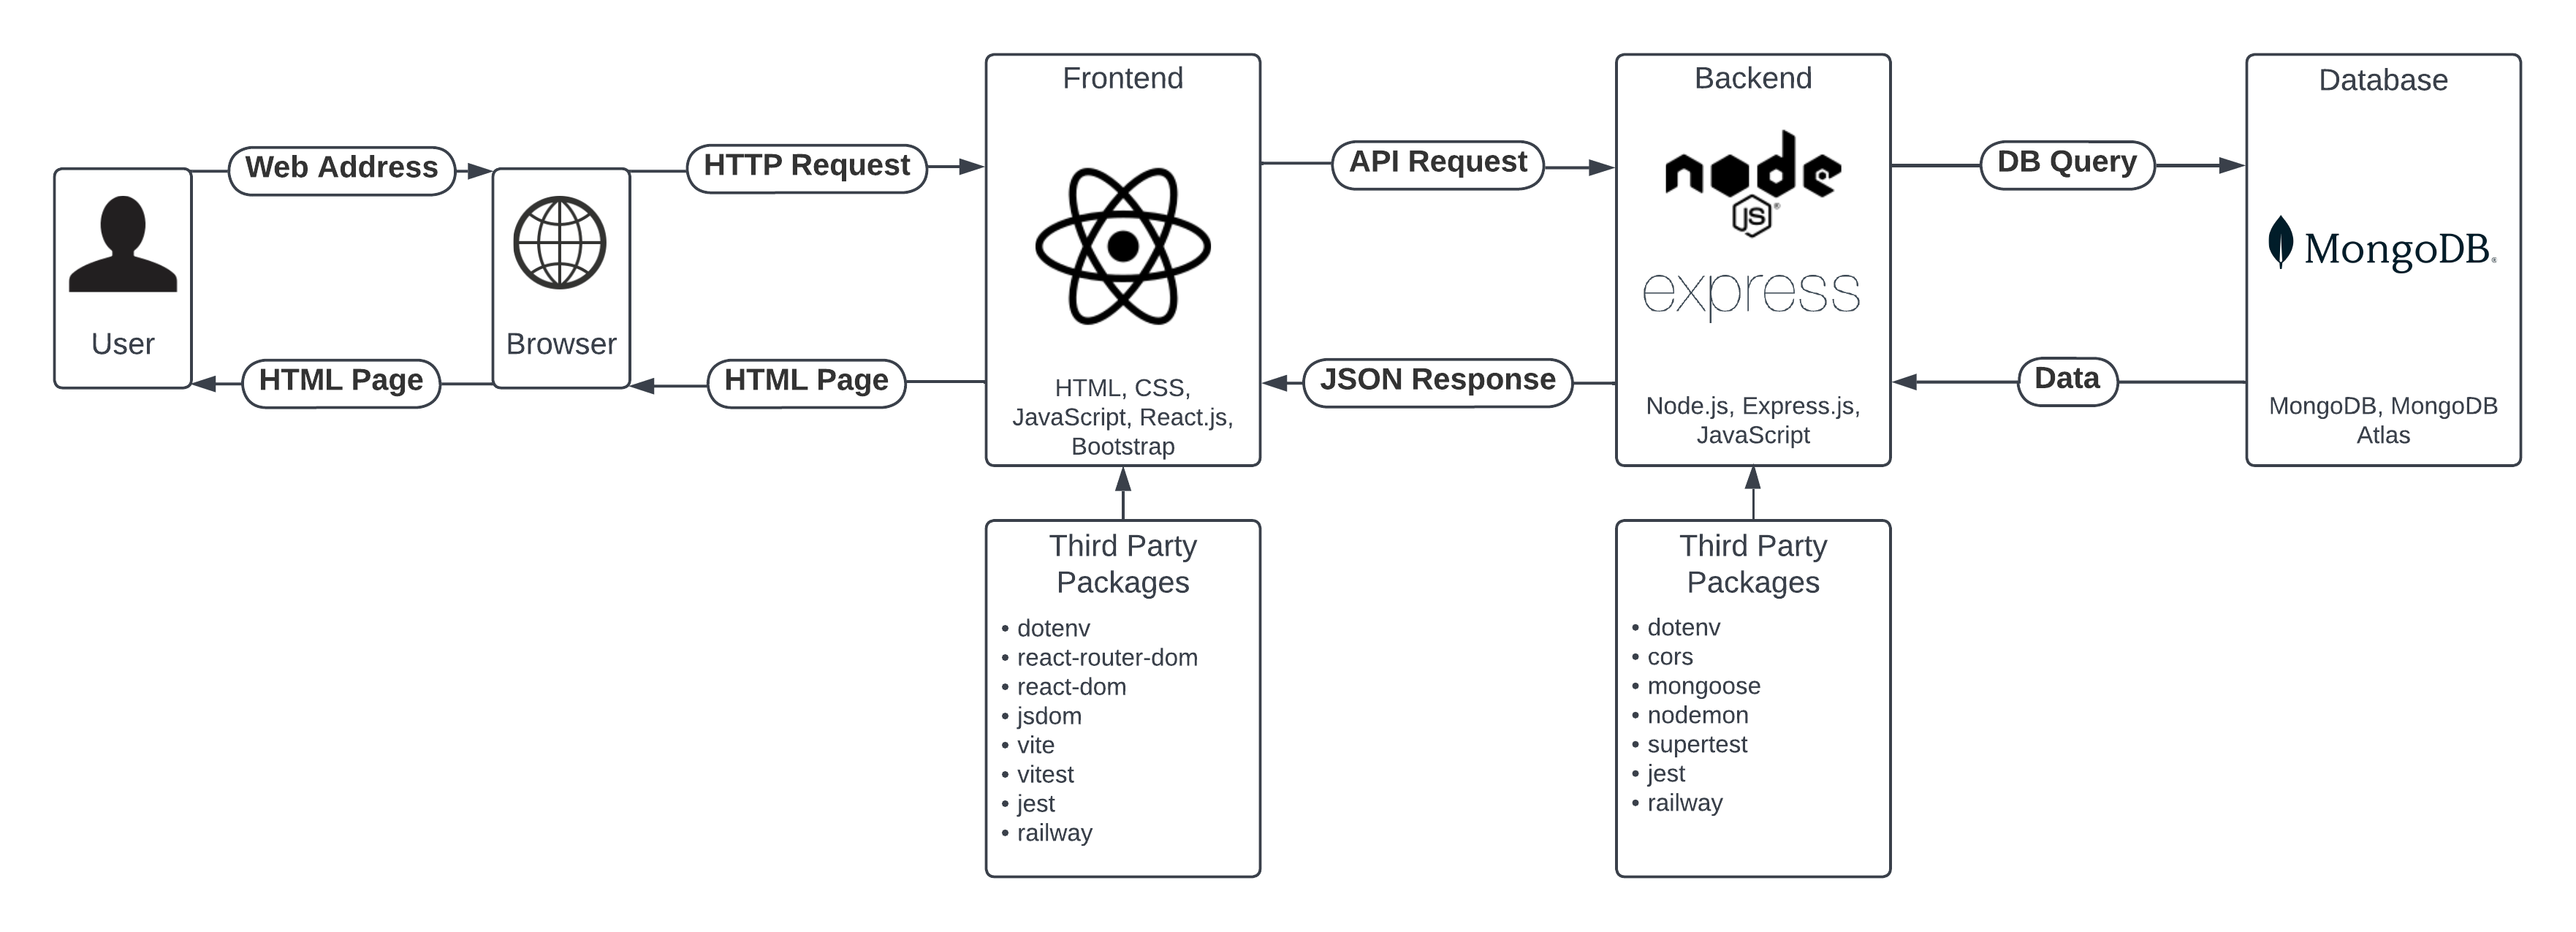 Frontend
Backend
Database
Web Address
HTTP Request
API Request
DB Query
node
JS
express
MongoDB
User
Browser
HTML Page
HTML Page
JSON Response
Data
HTML, CSS,
JavaScript, React.js,
Bootstrap
Node.js, Express.js,
JavaScript
MongoDB, MongoDB
Atlas
Third Party
Packages
• dotenv
• react-router-dom
• react-dom
• jsdom
• vite
• vitest
• jest
• railway
Third Party
Packages
• dotenv
• cors
• mongoose
• nodemon
• supertest
• jest
• railway